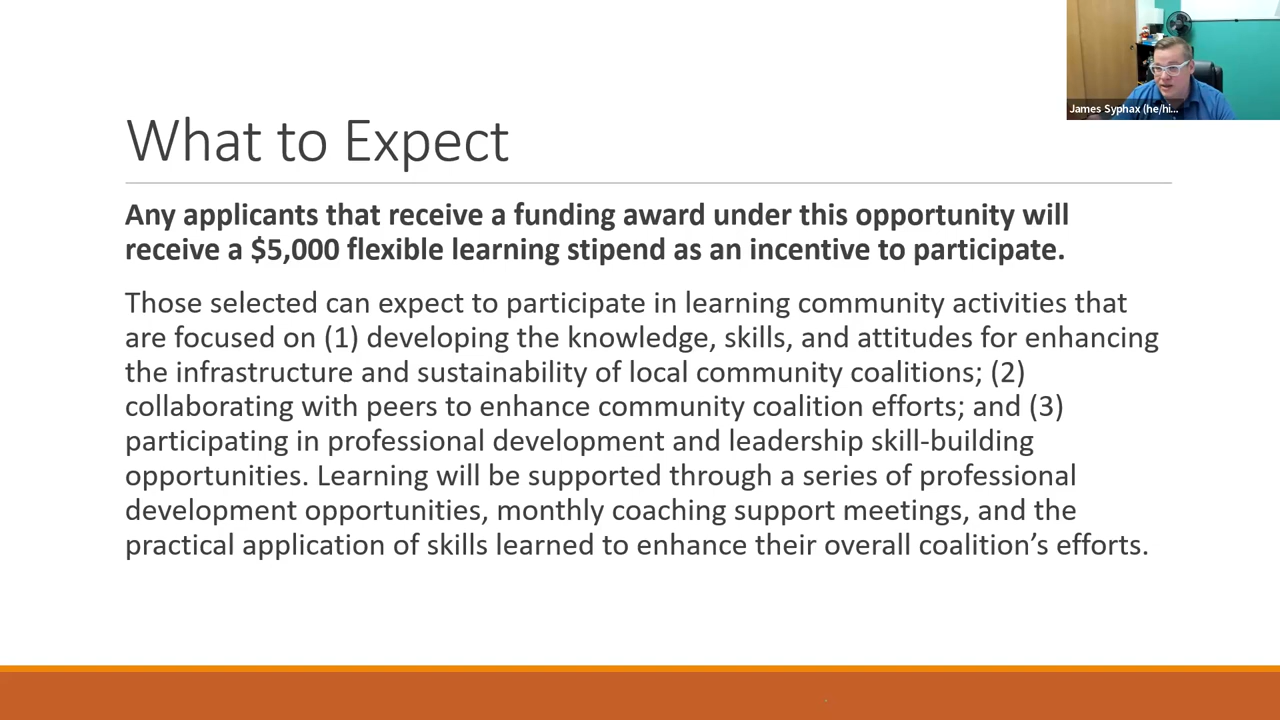 James Syphax (he/hi...
What to Expect
Any applicants that receive a funding award under this opportunity will
receive a $5,000 flexible learning stipend as an incentive to participate.
Those selected can expect to participate in learning community activities that
are focused on (1) developing the knowledge, skills, and attitudes for enhancing
the infrastructure and sustainability of local community coalitions; (2)
collaborating with peers to enhance community coalition efforts; and (3)
participating in professional development and leadership skill-building
opportunities. Learning will be supported through a series of professional
development opportunities, monthly coaching support meetings, and the
practical application of skills learned to enhance their overall coalition’s efforts.